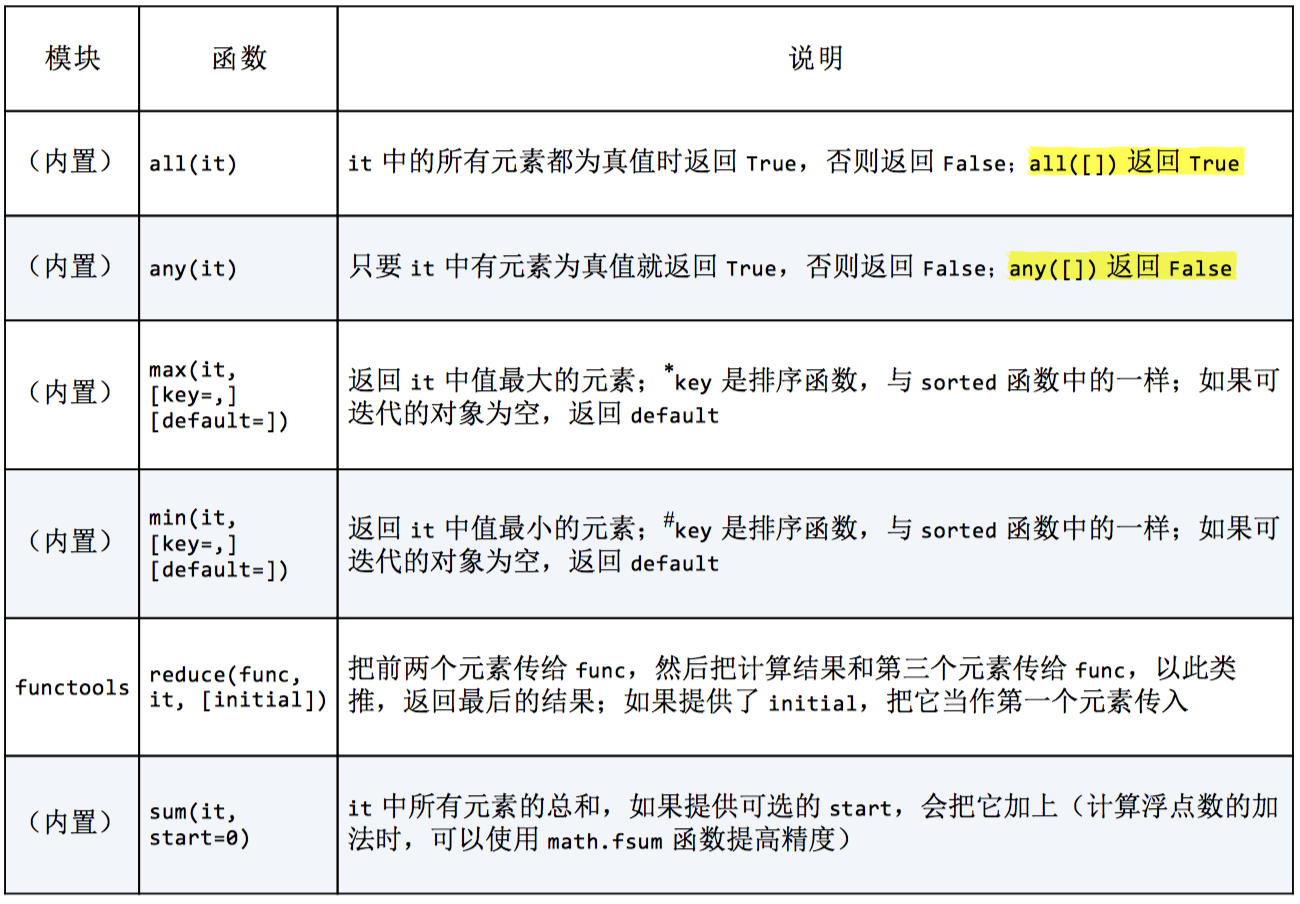 模块 函数 说明
（内置） all(it) it 中的所有元素都为真值时返回 True，否则返回 False；all([]) 返回 True
（内置） any(it) 只要 it 中有元素为真值就返回 True，否则返回 False；any([]) 返回 False
（内置）
max(it,
[key=,]
[default=])
返回 it 中值最大的元素；*key 是排序函数，与 sorted 函数中的一样；如果可
迭代的对象为空，返回 default
（内置）
min(it,
[key=,]
[default=])
返回 it 中值最小的元素；#key 是排序函数，与 sorted 函数中的一样；如果可
迭代的对象为空，返回 default
functools
reduce(func,
it, [initial])
把前两个元素传给 func，然后把计算结果和第三个元素传给 func，以此类
推，返回最后的结果；如果提供了 initial，把它当作第一个元素传入
（内置）
sum(it,
start=0)
it 中所有元素的总和，如果提供可选的 start，会把它加上（计算浮点数的加
法时，可以使用 math.fsum 函数提高精度）